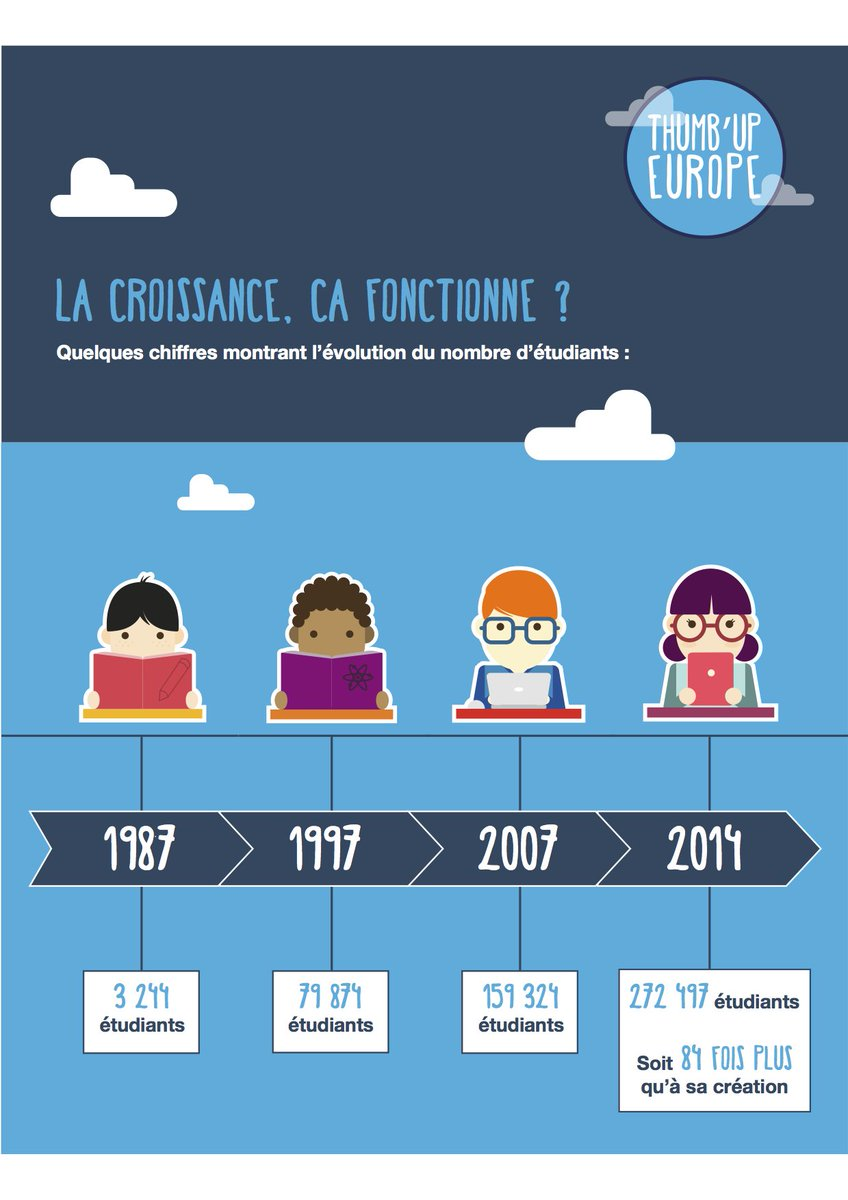 THUMB'UP
EUROPE
LA CROISSANCE, CA FONCTIONNE ?
Quelques chiffres montrant l'évolution du nombre d'étudiants :
1987
1997
2007
2014
3 244
étudiants
79 874
étudiants
159 324
étudiants
272 497 étudiants
Soit 84 FOIS PLUS
qu'à sa création